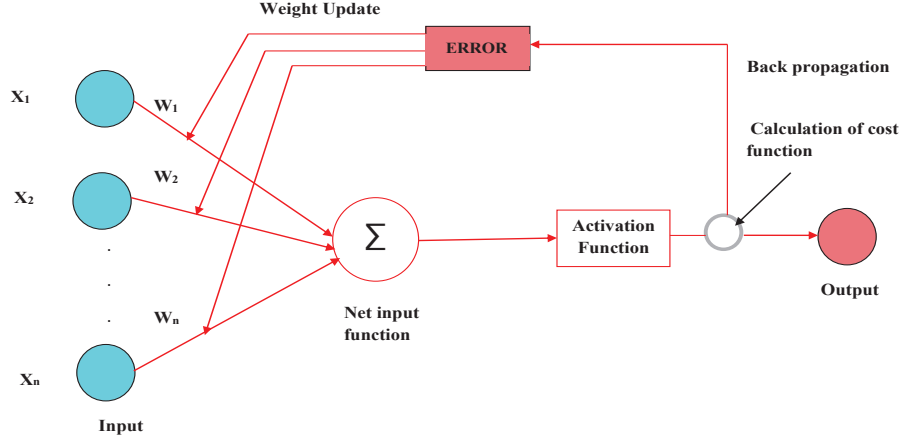 Weight Update
ERROR
Back propagation
X1
W1
Calculation of cost
function
X2
W2
Σ
Activation
Function
Output
Net input
function
Wn
Xn
Input